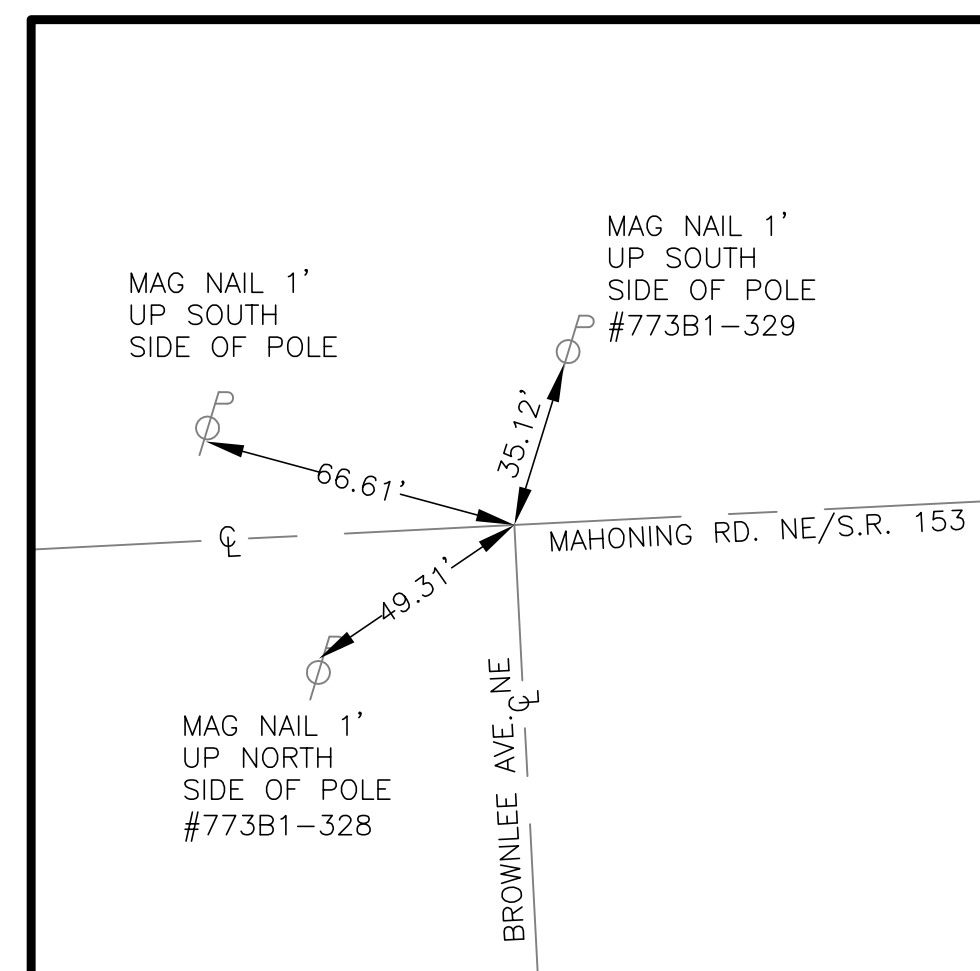 MAG NAIL 1'
UP SOUTH
SIDE OF POLE
#773B1-329
MAG NAIL 1'
UP SOUTH
SIDE OF POLE
35.12'
66.61'
℄
MAHONING RD. NE/S.R. 153
49.31'
MAG NAIL 1'
UP NORTH
SIDE OF POLE
#773B1-328
BROWNLEE AVE. NE
℄